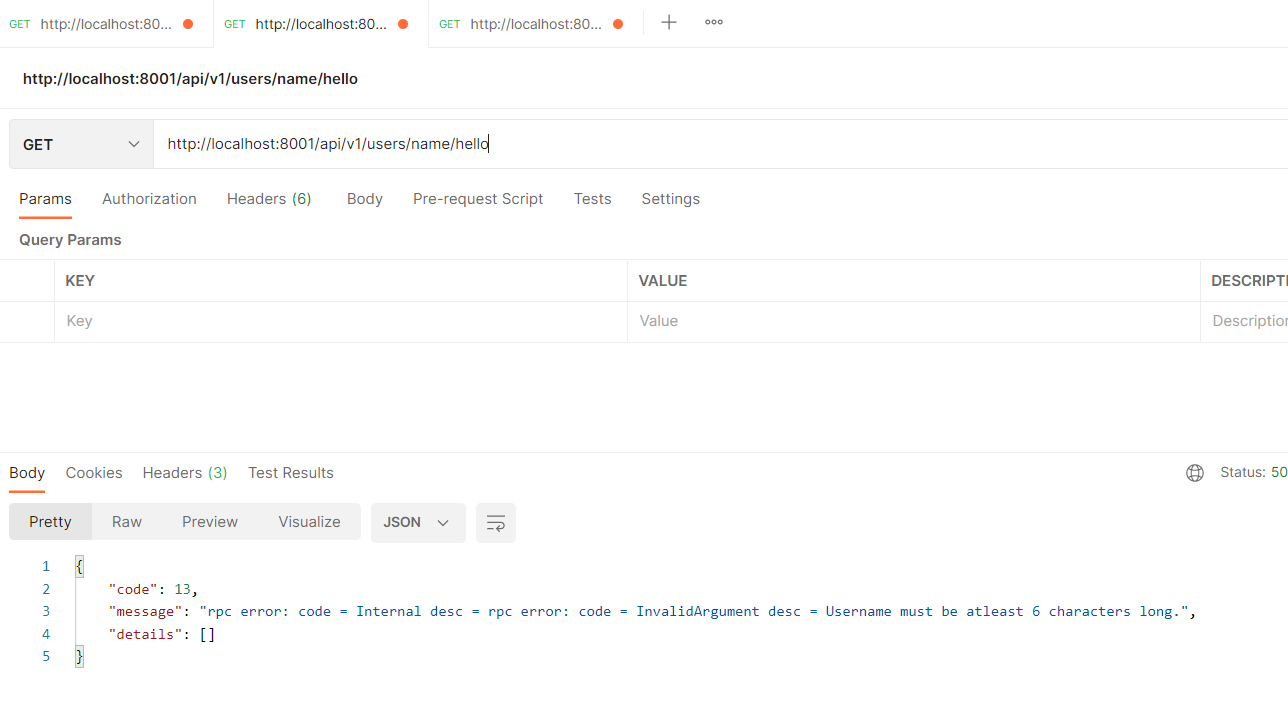 GET http://localhost:80... GET http://localhost:80... GET http://localhost:80...
http://localhost:8001/api/v1/users/name/hello
GET http://localhost:8001/api/v1/users/name/hello
Params Authorization Headers (6) Body Pre-request Script Tests Settings
Query Params
KEY VALUE DESCRIPTI
Key Value Description
Body Cookies Headers (3) Test Results Status: 50
Pretty Raw Preview Visualize JSON
1 {
2 "code": 13,
3 "message": "rpc error: code = Internal desc = rpc error: code = InvalidArgument desc = Username must be atleast 6 characters long.",
4 "details": []
5 }